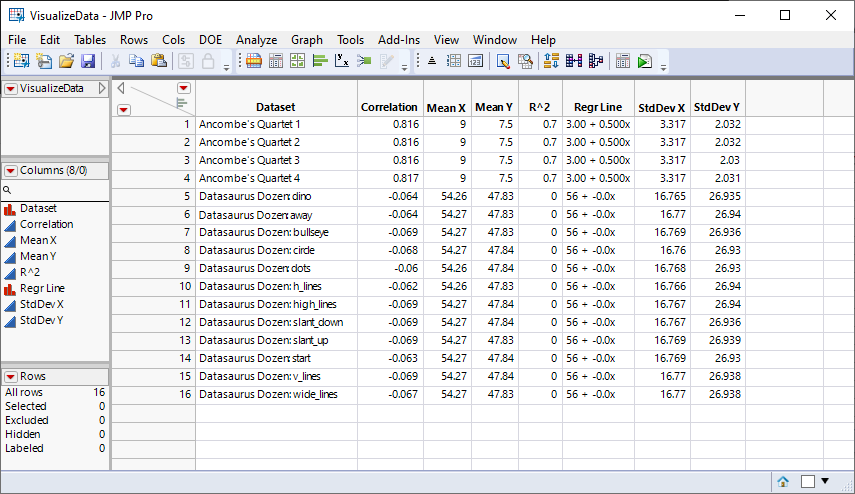 VisualizeData - JMP Pro
File Edit Tables Rows Cols DOE Analyze Graph Tools Add-Ins View Window Help
VisualizeData
Dataset Correlation Mean X Mean Y R^2 Regr Line StdDev X StdDev Y
1 Ancombe's Quartet 1 0.816 9 7.5 0.7 3.00 + 0.500x 3.317 2.032
2 Ancombe's Quartet 2 0.816 9 7.5 0.7 3.00 + 0.500x 3.317 2.032
3 Ancombe's Quartet 3 0.816 9 7.5 0.7 3.00 + 0.500x 3.317 2.03
4 Ancombe's Quartet 4 0.817 9 7.5 0.7 3.00 + 0.500x 3.317 2.031
5 Datasaurus Dozen: dino -0.064 54.26 47.83 0 56 + -0.0x 16.765 26.935
6 Datasaurus Dozen: away -0.064 54.27 47.83 0 56 + -0.0x 16.77 26.94
7 Datasaurus Dozen: bullseye -0.069 54.27 47.83 0 56 + -0.0x 16.769 26.936
8 Datasaurus Dozen: circle -0.068 54.27 47.84 0 56 + -0.0x 16.76 26.93
9 Datasaurus Dozen: dots -0.06 54.26 47.84 0 56 + -0.0x 16.768 26.93
10 Datasaurus Dozen: h_lines -0.062 54.26 47.83 0 56 + -0.0x 16.766 26.94
11 Datasaurus Dozen: high_lines -0.069 54.27 47.84 0 56 + -0.0x 16.767 26.94
12 Datasaurus Dozen: slant_down -0.069 54.27 47.84 0 56 + -0.0x 16.767 26.936
13 Datasaurus Dozen: slant_up -0.069 54.27 47.83 0 56 + -0.0x 16.769 26.939
14 Datasaurus Dozen: start -0.063 54.27 47.84 0 56 + -0.0x 16.769 26.93
15 Datasaurus Dozen: v_lines -0.069 54.27 47.84 0 56 + -0.0x 16.77 26.938
16 Datasaurus Dozen: wide_lines -0.067 54.27 47.83 0 56 + -0.0x 16.77 26.938
Columns (8/0)
Dataset
Correlation
Mean X
Mean Y
R^2
Regr Line
StdDev X
StdDev Y
Rows
All rows 16
Selected 0
Excluded 0
Hidden 0
Labeled 0